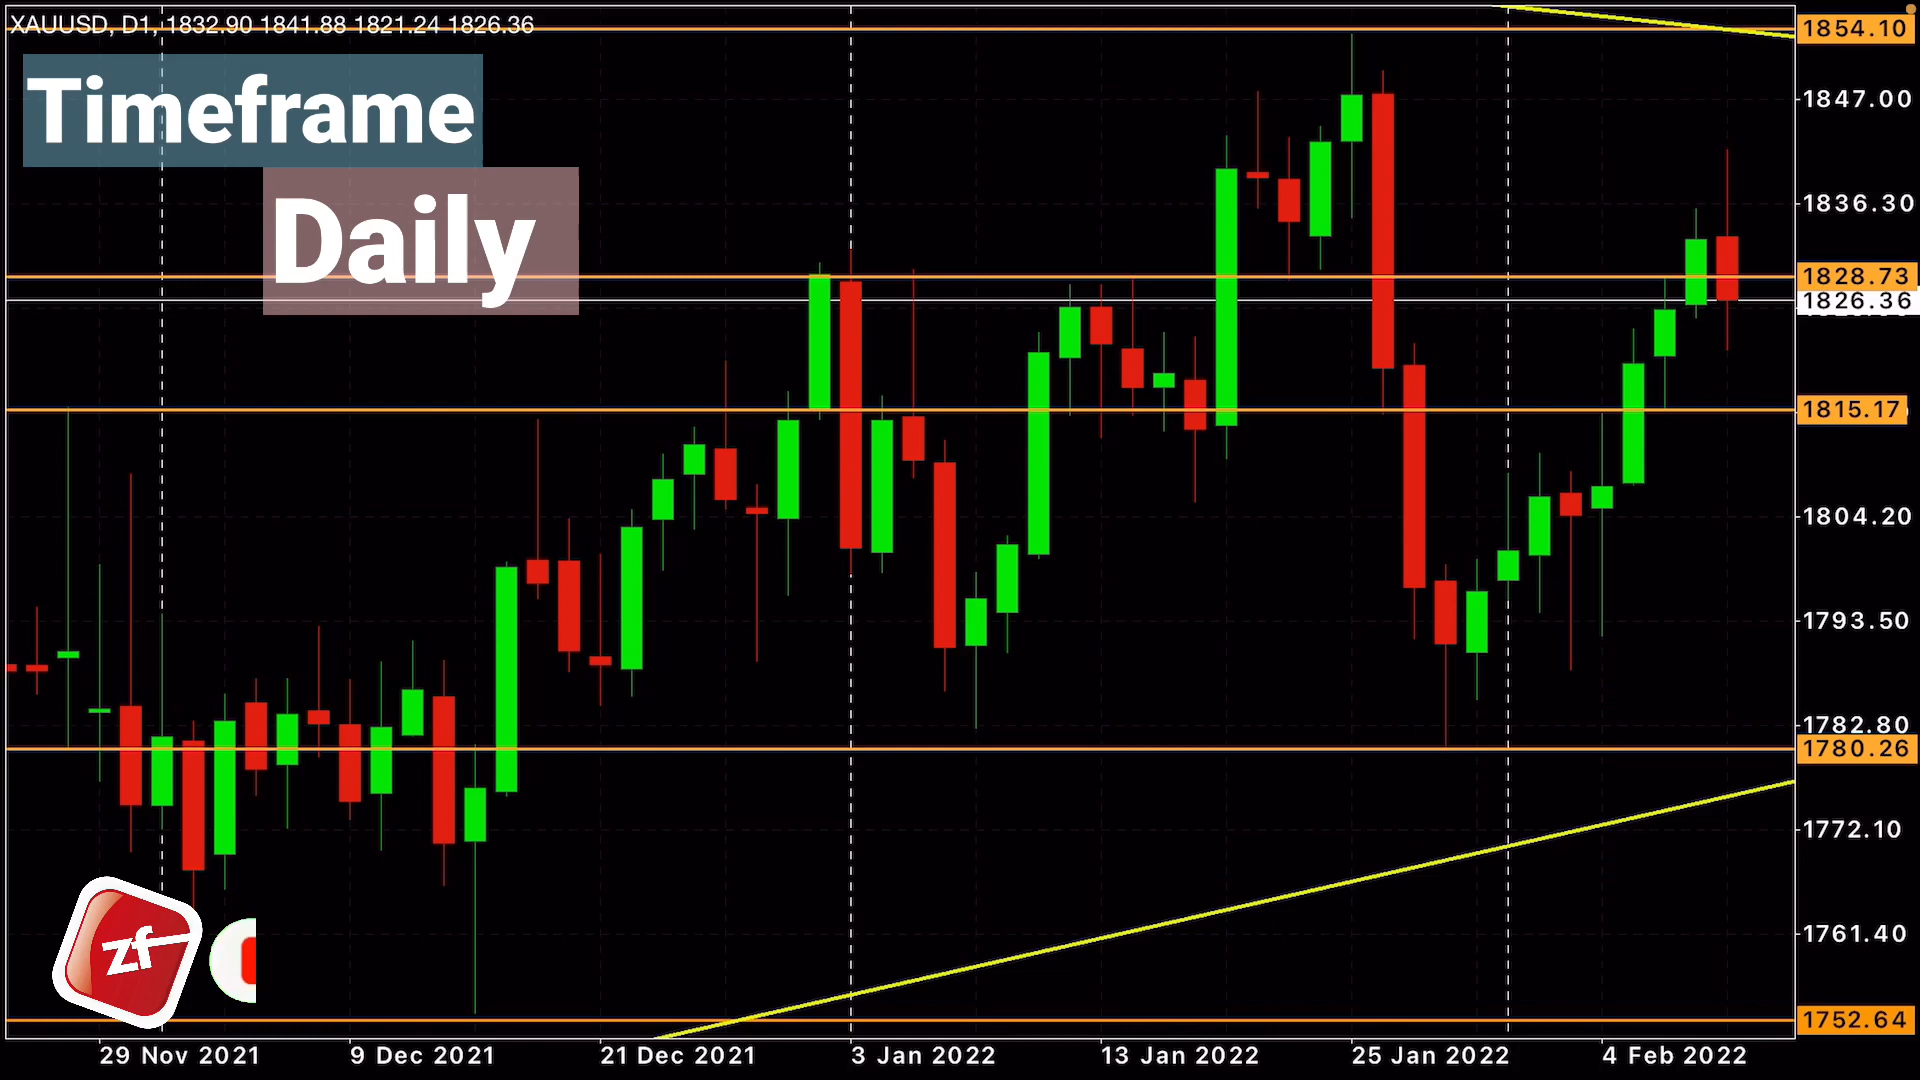 XAUUSD, D1, 1832.90 1841.88 1821.24 1826.36
Timeframe
Daily
1854.10
1847.00
1836.30
1828.73
1826.36
1815.17
1804.20
1793.50
1782.80
1780.26
1772.10
1761.40
1752.64
zf
29 Nov 2021
9 Dec 2021
21 Dec 2021
3 Jan 2022
13 Jan 2022
25 Jan 2022
4 Feb 2022